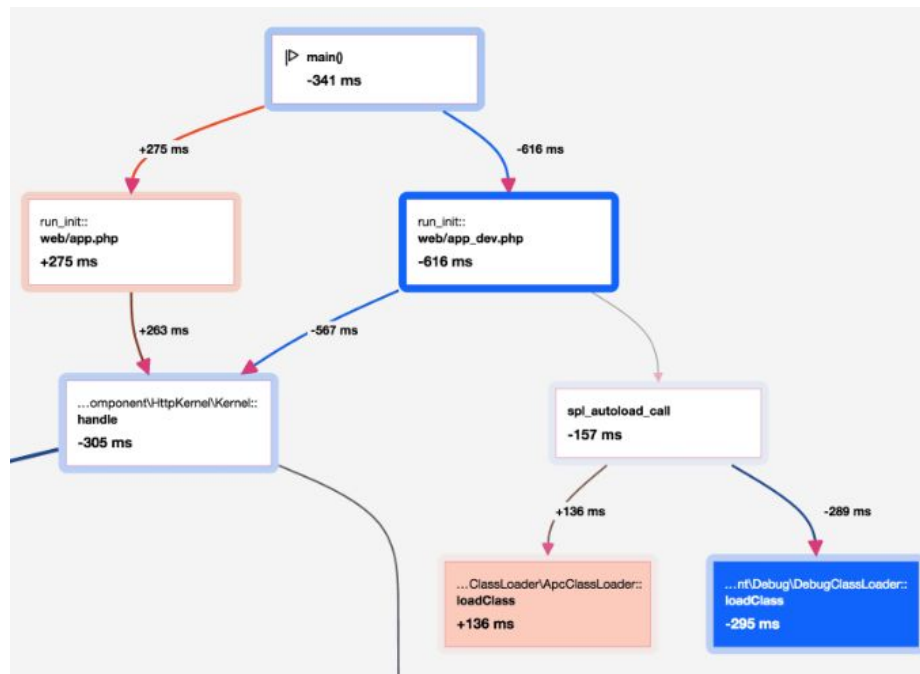 main()
-341 ms
+275 ms
-616 ms
run_init::
web/app.php
+275 ms
run_init::
web/app_dev.php
-616 ms
+263 ms
-567 ms
...omponent\HttpKernel\Kernel::
handle
-305 ms
spl_autoload_call
-157 ms
+136 ms
-289 ms
...ClassLoader\ApcClassLoader::
loadClass
+136 ms
...nt\Debug\DebugClassLoader::
loadClass
-295 ms